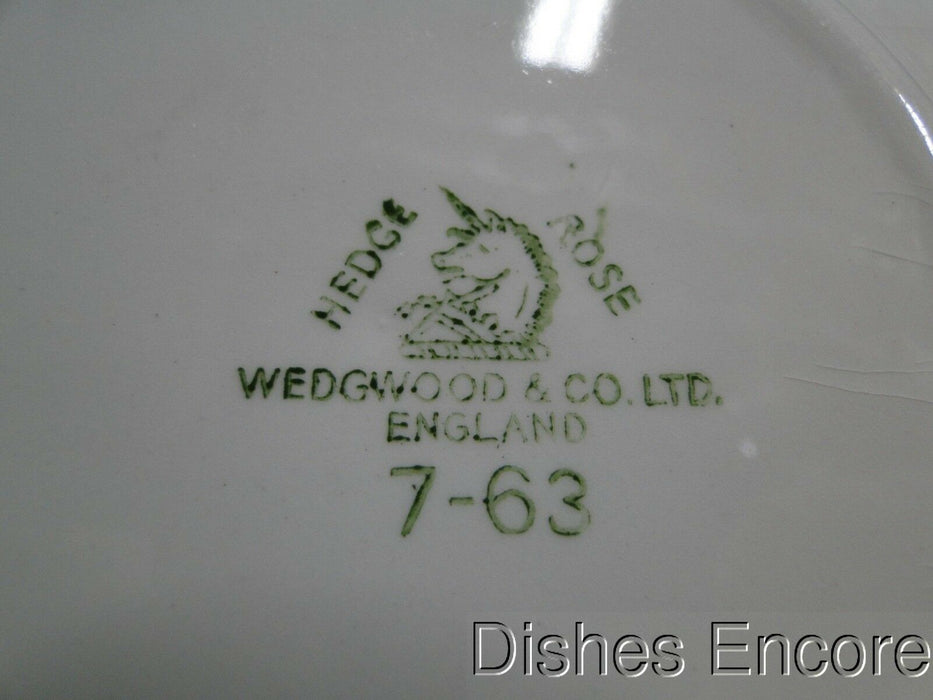 HEDGE ROSE
WEDGWOOD & CO. LTD.
ENGLAND
7-63
Dishes Encore